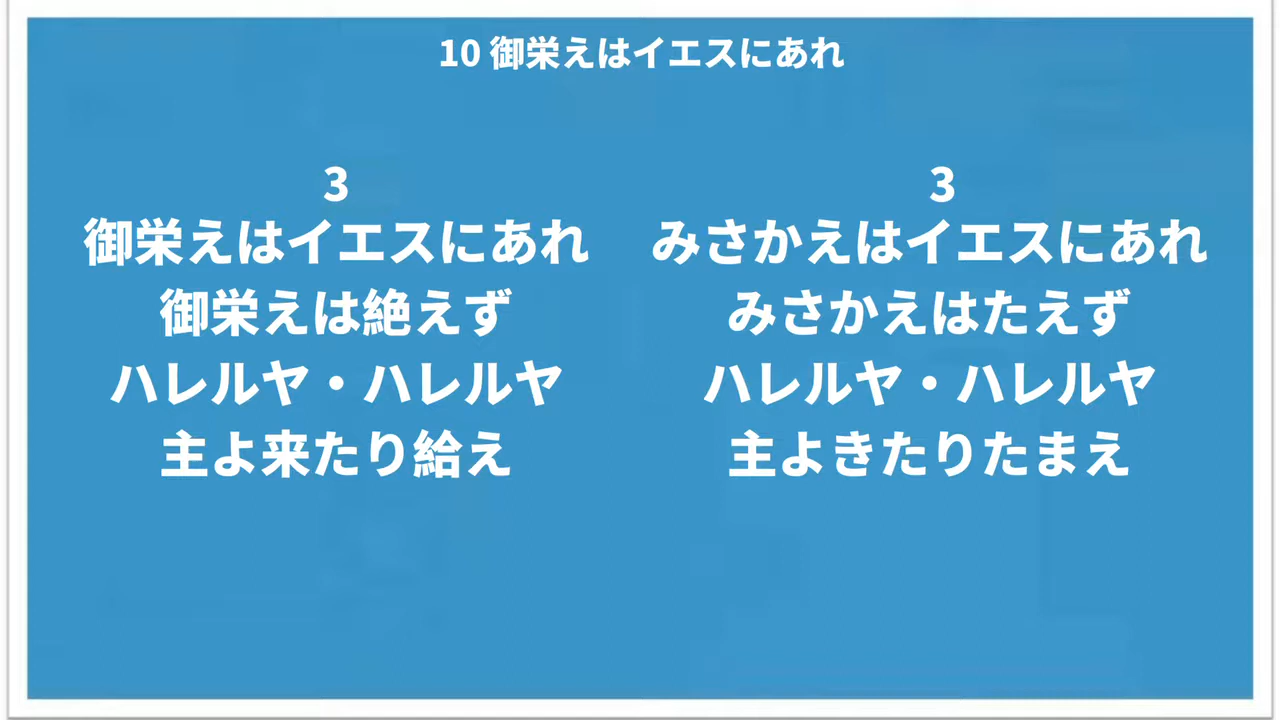 10 御栄えはイエスにあれ
3
御栄えはイエスにあれ
御栄えは絶えず
ハレルヤ・ハレルヤ
主よ来たり給え
3
みさかえはイエスにあれ
みさかえはたえず
ハレルヤ・ハレルヤ
主よきたりたまえ